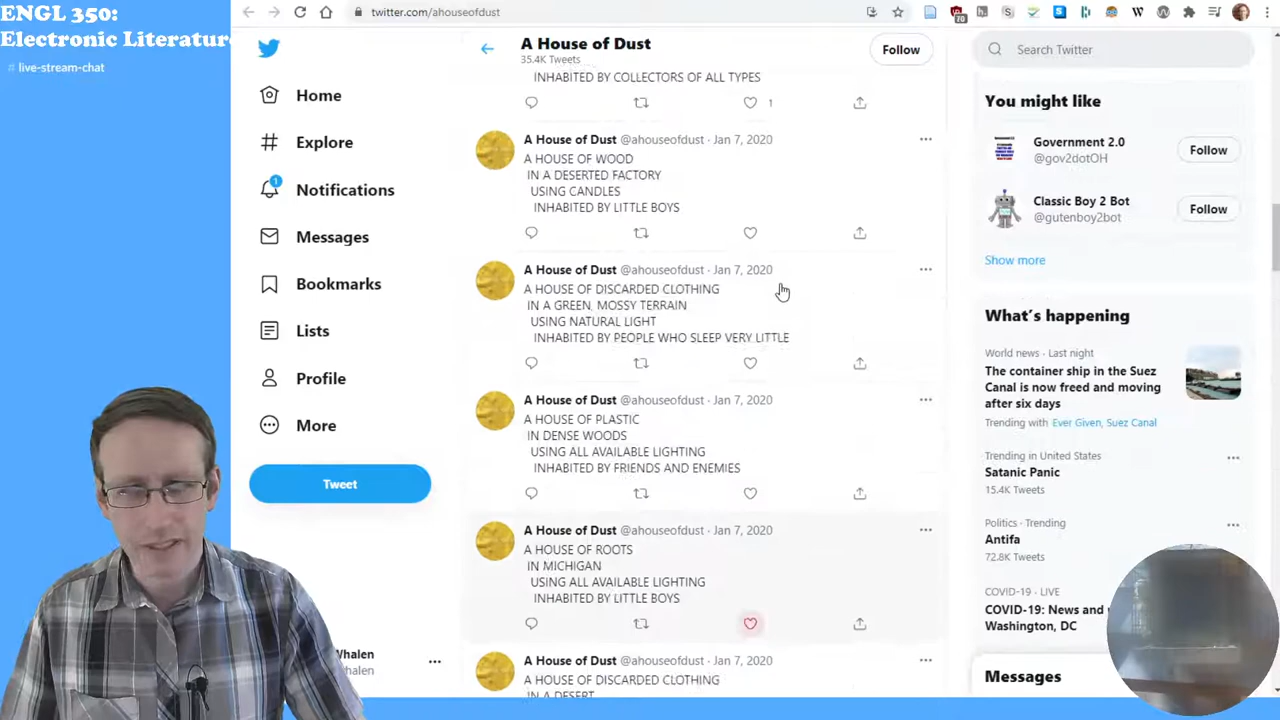 ENGL 350:
Electronic Literature
# live-stream-chat
twitter.com/ahouseofdust
70
Home
Explore
1
Notifications
Messages
Bookmarks
Lists
Profile
More
Tweet
Whalen
halen
A House of Dust
35.4K Tweets
Follow
INHABITED BY COLLECTORS OF ALL TYPES
1
A House of Dust @ahouseofdust · Jan 7, 2020
A HOUSE OF WOOD
IN A DESERTED FACTORY
USING CANDLES
INHABITED BY LITTLE BOYS
A House of Dust @ahouseofdust · Jan 7, 2020
A HOUSE OF DISCARDED CLOTHING
IN A GREEN, MOSSY TERRAIN
USING NATURAL LIGHT
INHABITED BY PEOPLE WHO SLEEP VERY LITTLE
A House of Dust @ahouseofdust · Jan 7, 2020
A HOUSE OF PLASTIC
IN DENSE WOODS
USING ALL AVAILABLE LIGHTING
INHABITED BY FRIENDS AND ENEMIES
A House of Dust @ahouseofdust · Jan 7, 2020
A HOUSE OF ROOTS
IN MICHIGAN
USING ALL AVAILABLE LIGHTING
INHABITED BY LITTLE BOYS
A House of Dust @ahouseofdust · Jan 7, 2020
A HOUSE OF DISCARDED CLOTHING
IN A DESERT
Search Twitter
You might like
Government 2.0
@gov2dotOH
Follow
Classic Boy 2 Bot
@gutenboy2bot
Follow
Show more
What's happening
World news · Last night
The container ship in the Suez
Canal is now freed and moving
after six days
Trending with Ever Given, Suez Canal
Trending in United States
Satanic Panic
15.4K Tweets
Politics · Trending
Antifa
72.8K Tweets
COVID-19 · LIVE
COVID-19: News and
Washington, DC
Messages